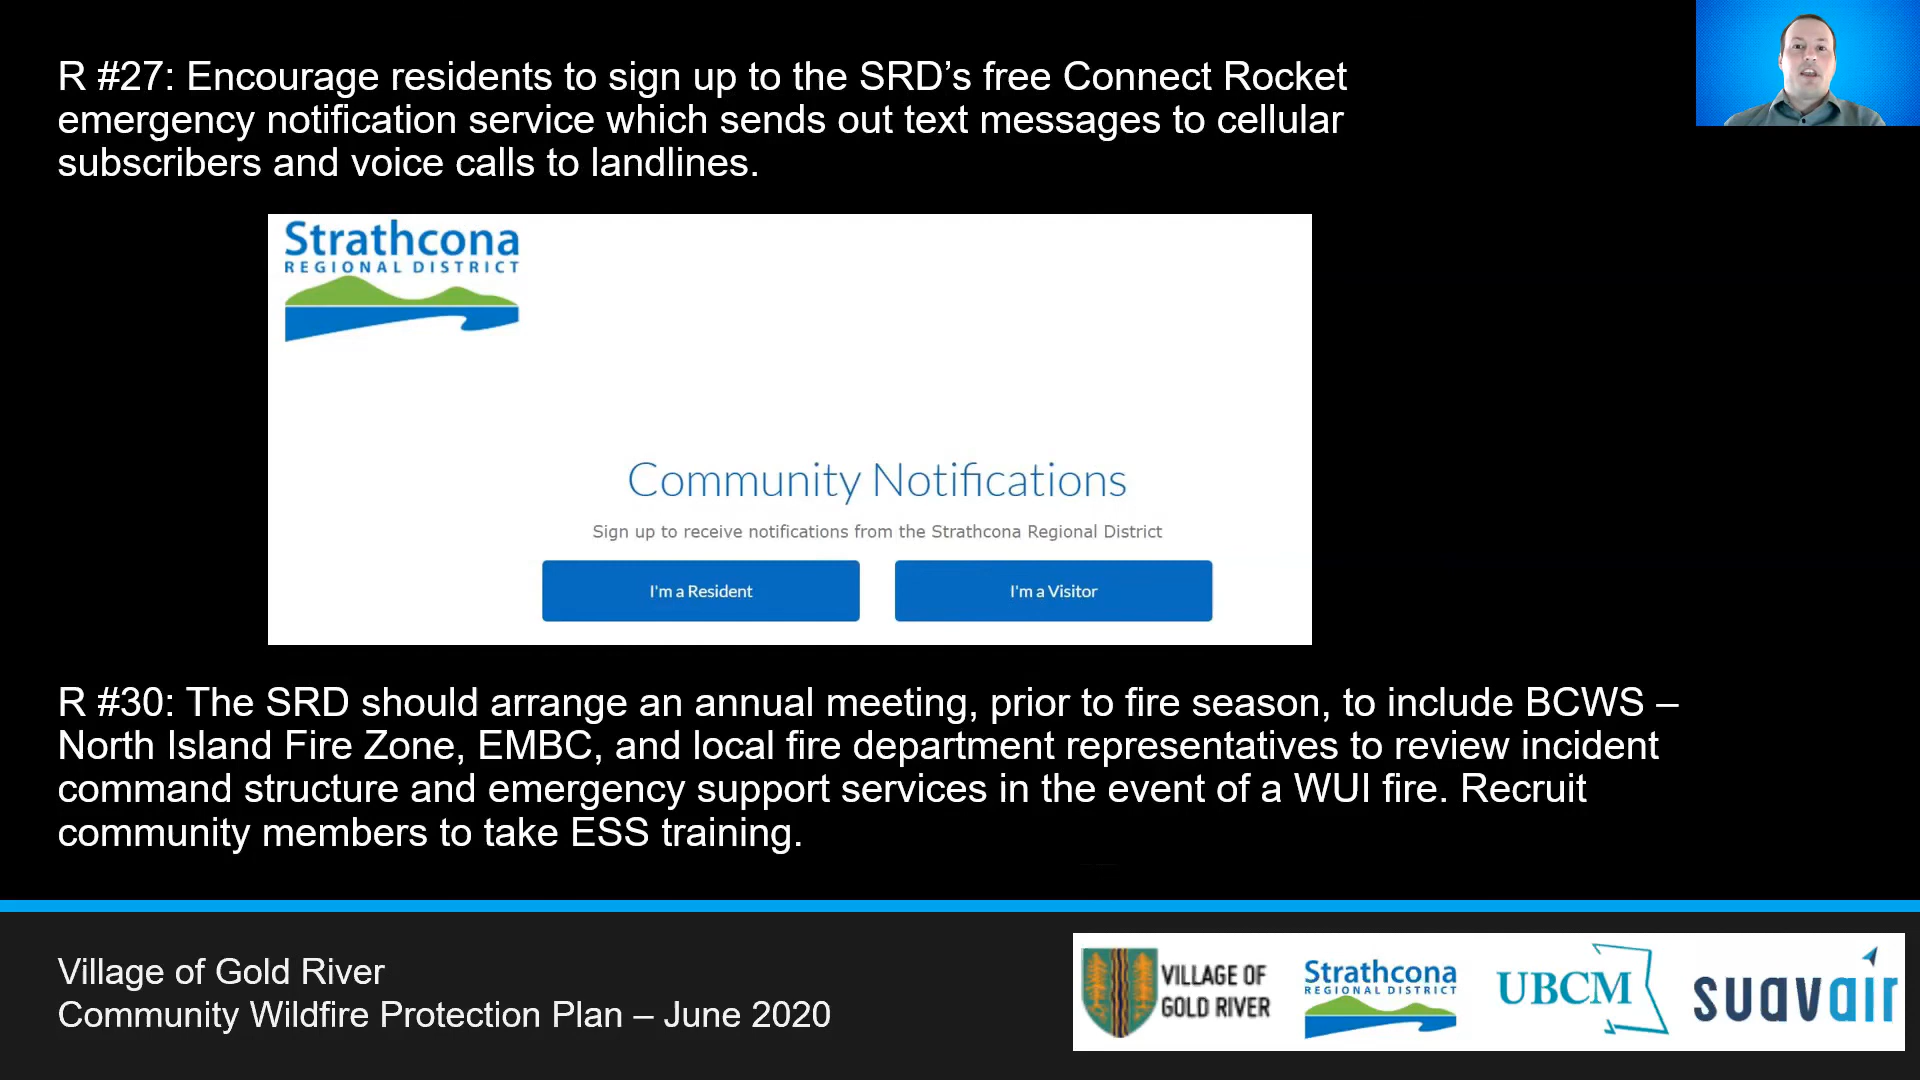 R #27: Encourage residents to sign up to the SRD’s free Connect Rocket
emergency notification service which sends out text messages to cellular
subscribers and voice calls to landlines.
Strathcona
REGIONAL DISTRICT
Community Notifications
Sign up to receive notifications from the Strathcona Regional District
I'm a Resident
I'm a Visitor
R #30: The SRD should arrange an annual meeting, prior to fire season, to include BCWS –
North Island Fire Zone, EMBC, and local fire department representatives to review incident
command structure and emergency support services in the event of a WUI fire. Recruit
community members to take ESS training.
Village of Gold River
Community Wildfire Protection Plan – June 2020
VILLAGE OF
GOLD RIVER
Strathcona
REGIONAL DISTRICT
UBCM
suavair